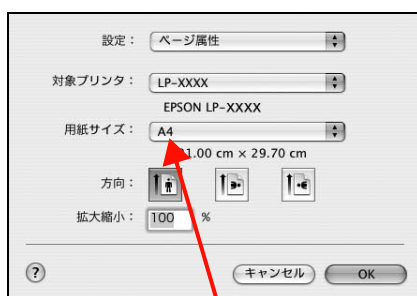 設定： ページ属性
対象プリンタ： LP-XXXX
EPSON LP-XXXX
用紙サイズ： A4
21.00 cm × 29.70 cm
方向：
拡大縮小： 100 %
? キャンセル OK